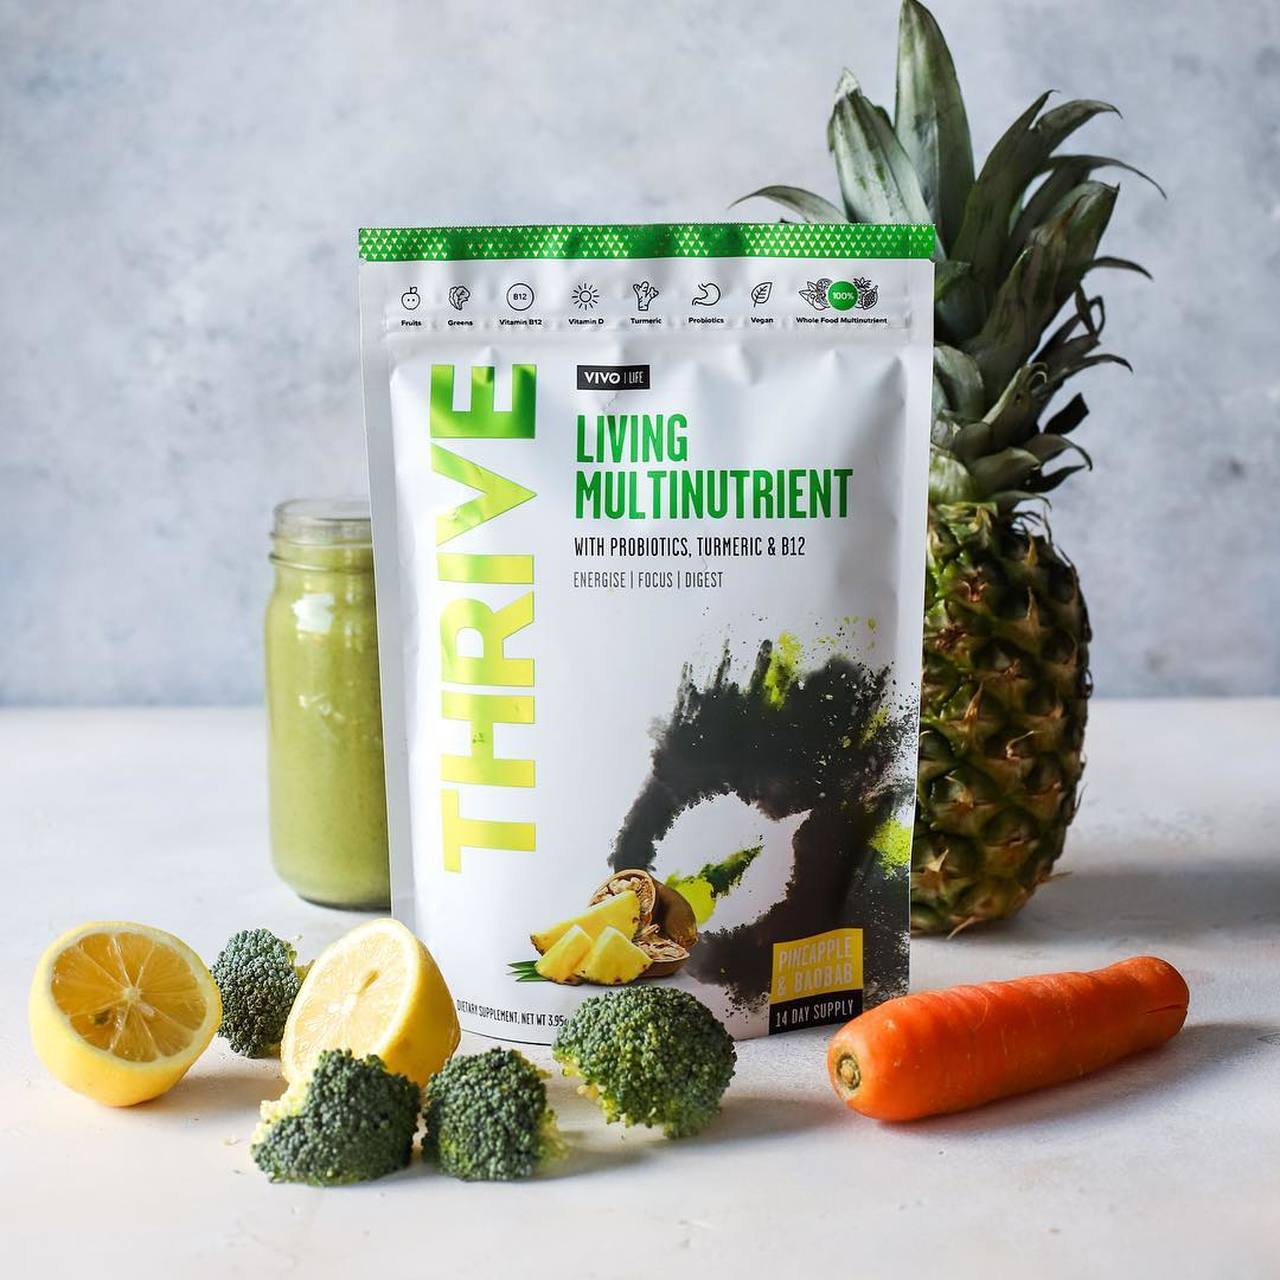 Fruits
Greens
B12
Vitamin B12
Vitamin D
Turmeric
Probiotics
Vegan
100%
Whole Food Multinutrient
THRIVE
VIVO | LIFE
LIVING
MULTINUTRIENT
WITH PROBIOTICS, TURMERIC & B12
ENERGISE | FOCUS | DIGEST
PINEAPPLE
& BAOBAB
14 DAY SUPPLY
DIETARY SUPPLEMENT, NET WT